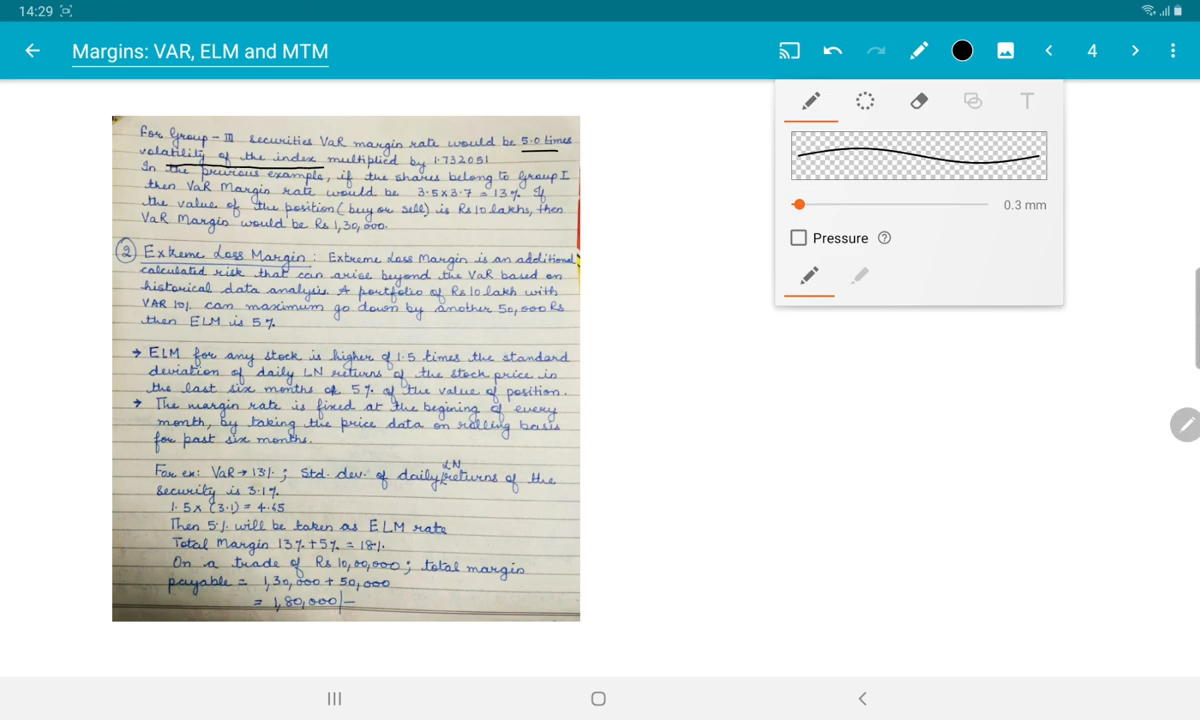 14:29
Margins: VAR, ELM and MTM
4
T
0.3 mm
Pressure
For Group - III securities VaR margin rate would be 5.0 times
volatility of the index multiplied by 1.732051
In the previous example, if the shares belong to Group I
then VaR Margin rate would be 3.5x3.7 = 13% If
the value of the position (buy or sell) is Rs 10 lakhs, then
VaR Margin would be Rs 1,30,000.
2 Extreme Loss Margin : Extreme Loss Margin is an additional
calculated risk that can arise beyond the VaR based on
historical data analysis. A portfolio of Rs 10 lakh with
VAR 10% can maximum go down by another 50,000 Rs
then ELM is 5%.
→ ELM for any stock is higher of 1.5 times the standard
deviation of daily LN returns of the stock price in
the last six months or 5% of the value of position.
→ The margin rate is fixed at the begining of every
month, by taking the price data on rolling basis
for past six months.
For ex: VaR → 13%; Std. dev. of daily LN returns of the
security is 3.1%.
1.5x (3.1) = 4.65
Then 5% will be taken as ELM rate
Total Margin 13%+5% = 18%.
On a trade of Rs 10,00,000; total margin
payable = 1,30,000 + 50,000
= 1,80,000/-